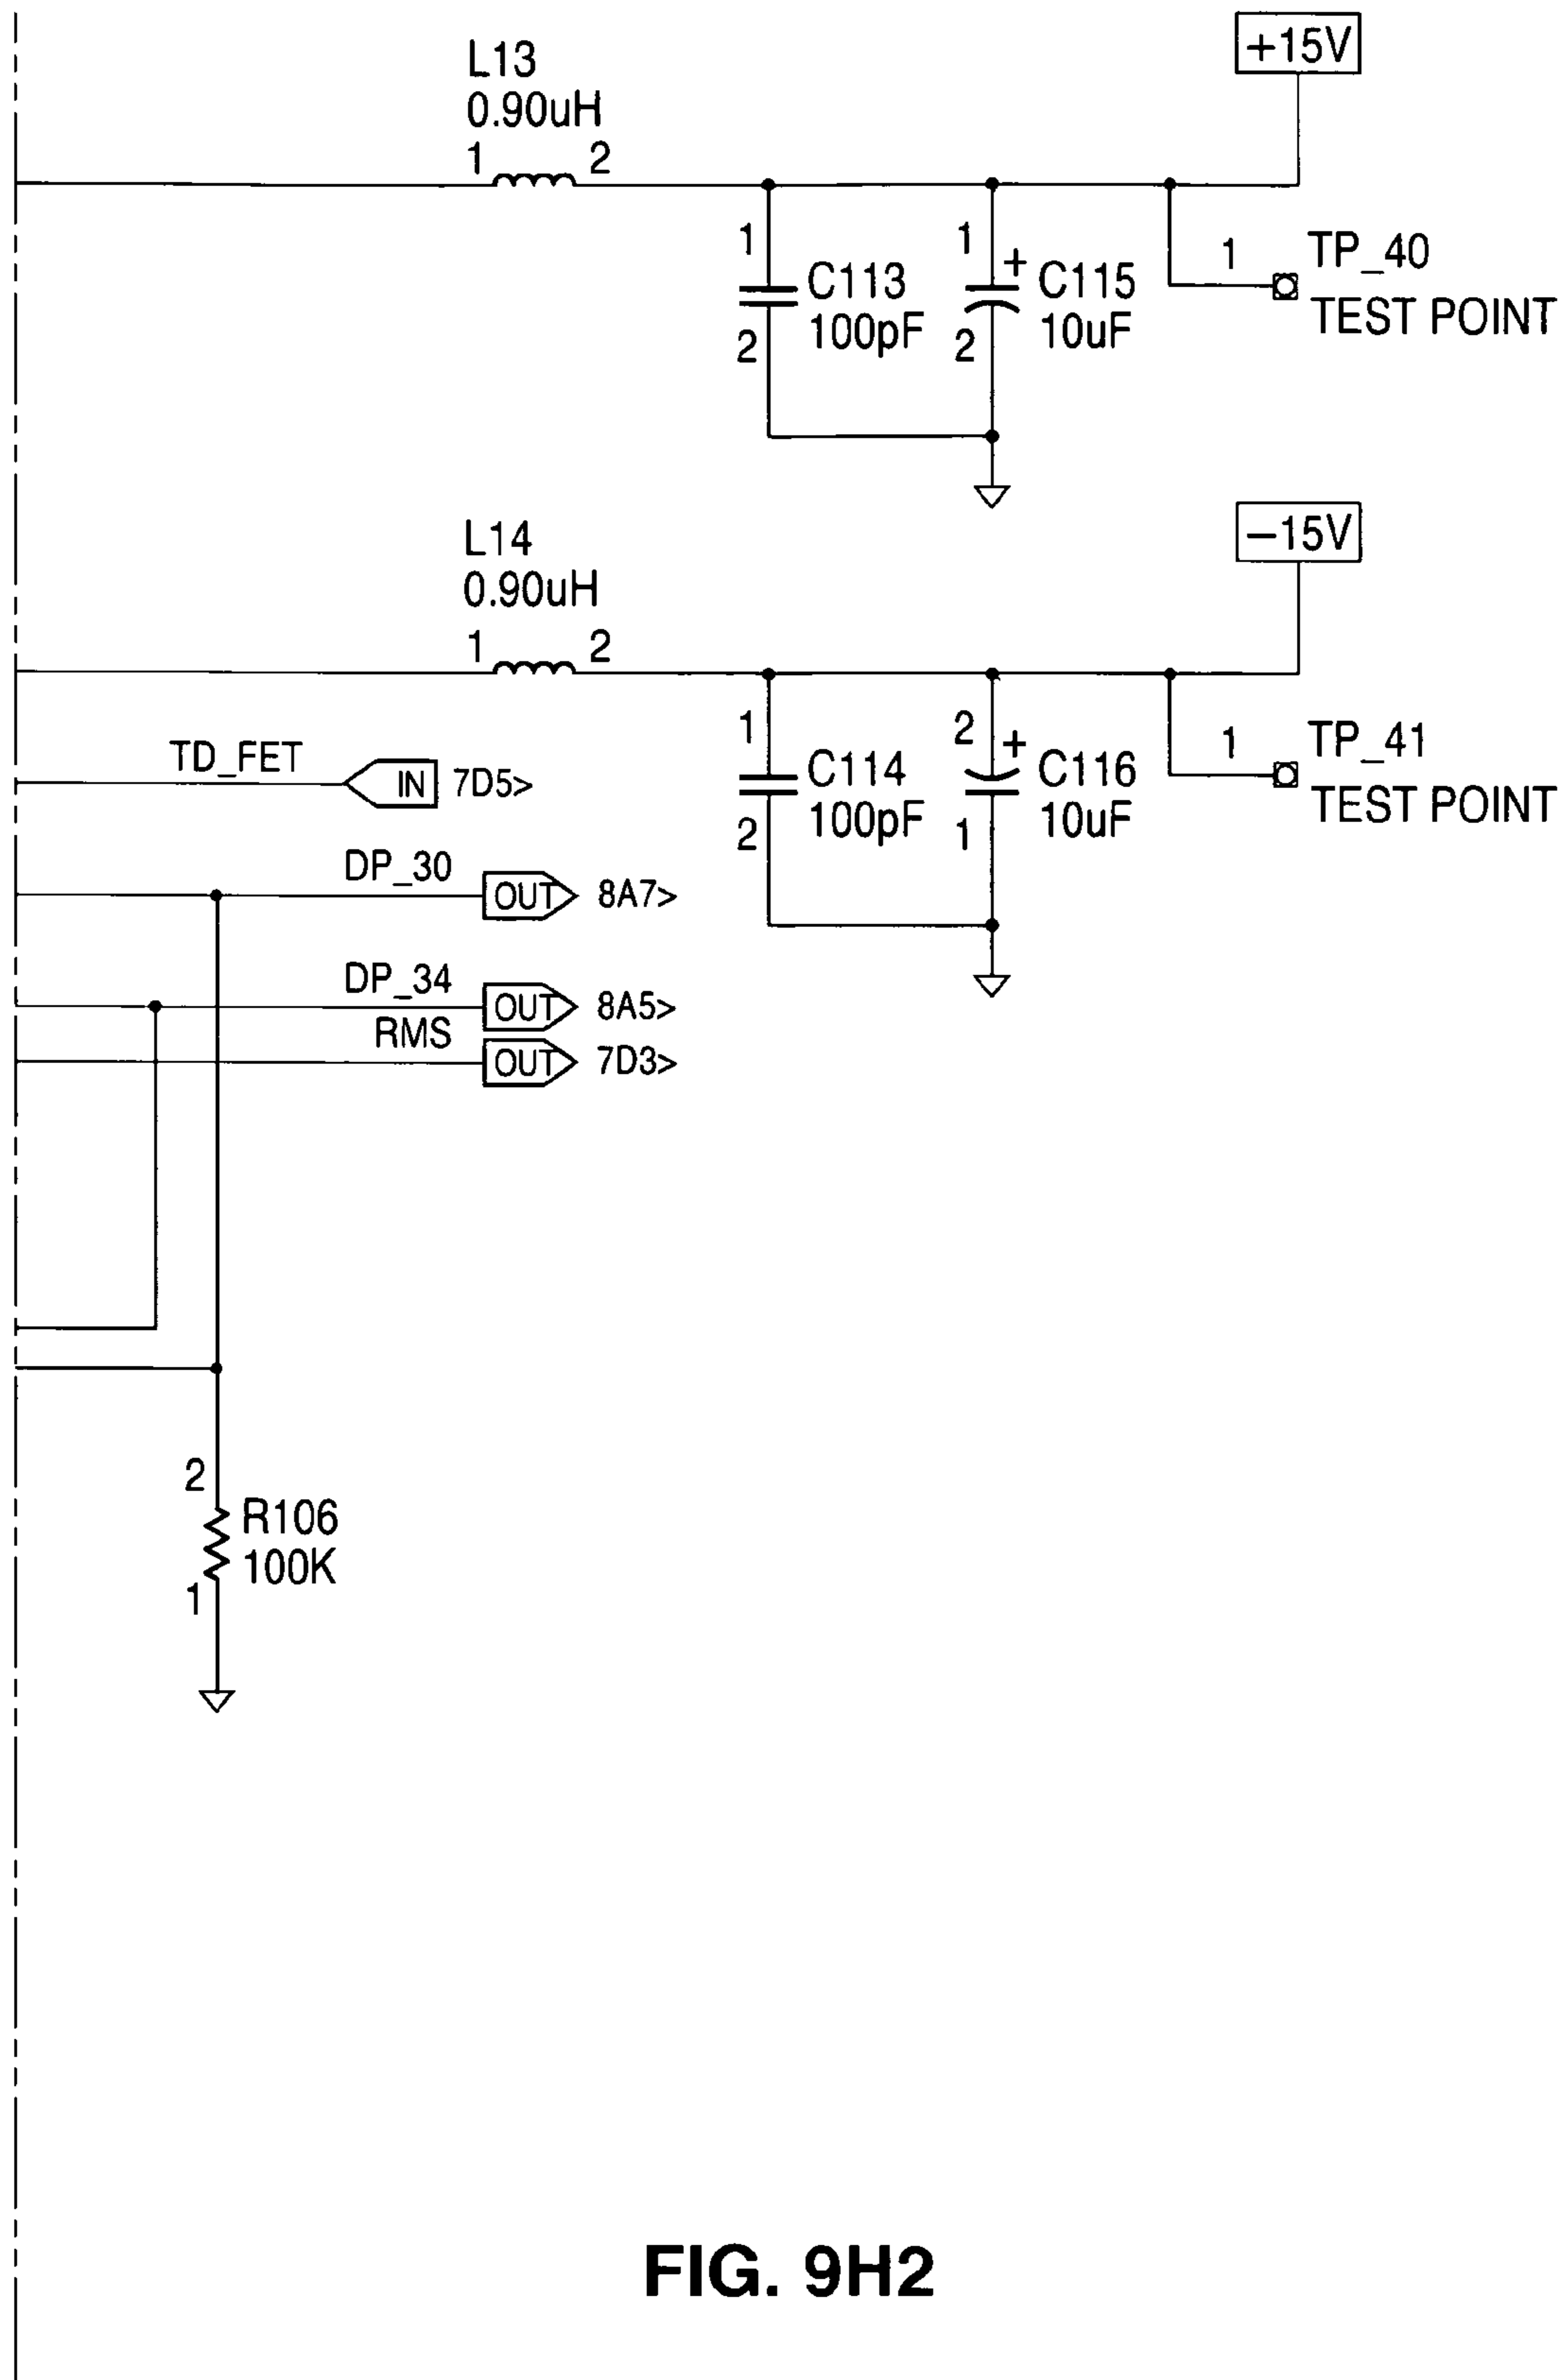 +15V
L13
0.90uH
1 2
1
C113
100pF
2
1
+
C115
10uF
2
1
TP_40
TEST POINT
−15V
L14
0.90uH
1 2
1
C114
100pF
2
2
+
C116
10uF
1
1
TP_41
TEST POINT
TD_FET IN 7D5>
DP_30 OUT 8A7>
DP_34 OUT 8A5>
RMS OUT 7D3>
2
R106
100K
1
FIG. 9H2